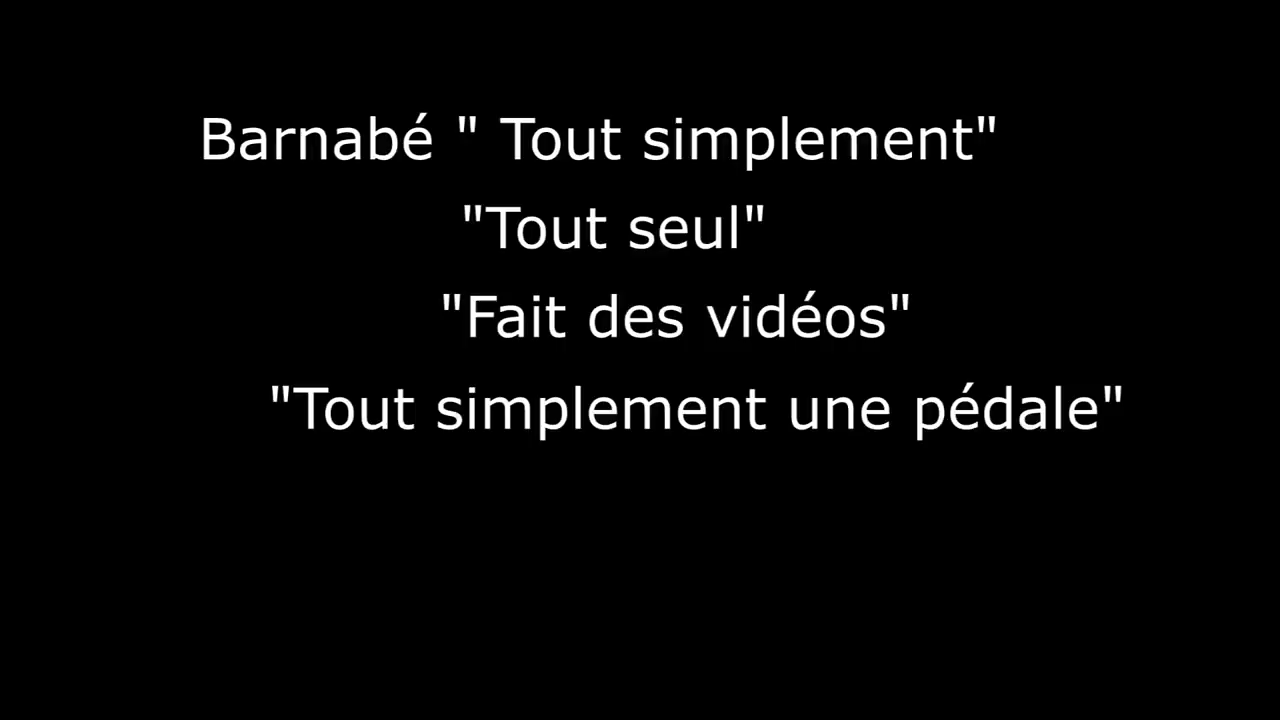 Barnabé " Tout simplement"
"Tout seul"
"Fait des vidéos"
"Tout simplement une pédale"